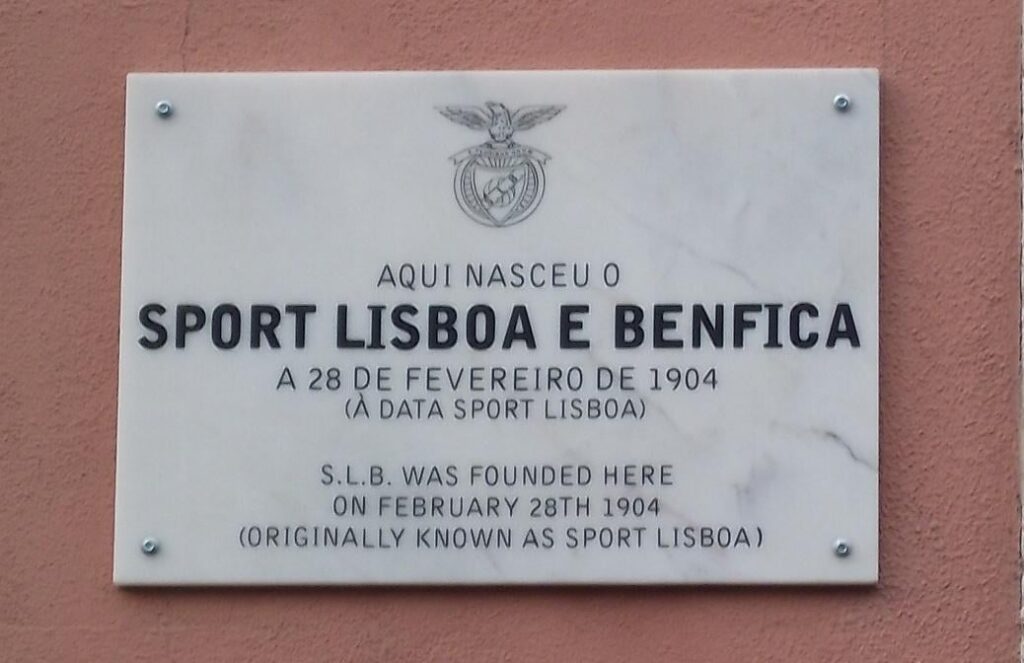 AQUI NASCEU O
SPORT LISBOA E BENFICA
A 28 DE FEVEREIRO DE 1904
(À DATA SPORT LISBOA)
S.L.B. WAS FOUNDED HERE
ON FEBRUARY 28TH 1904
(ORIGINALLY KNOWN AS SPORT LISBOA)